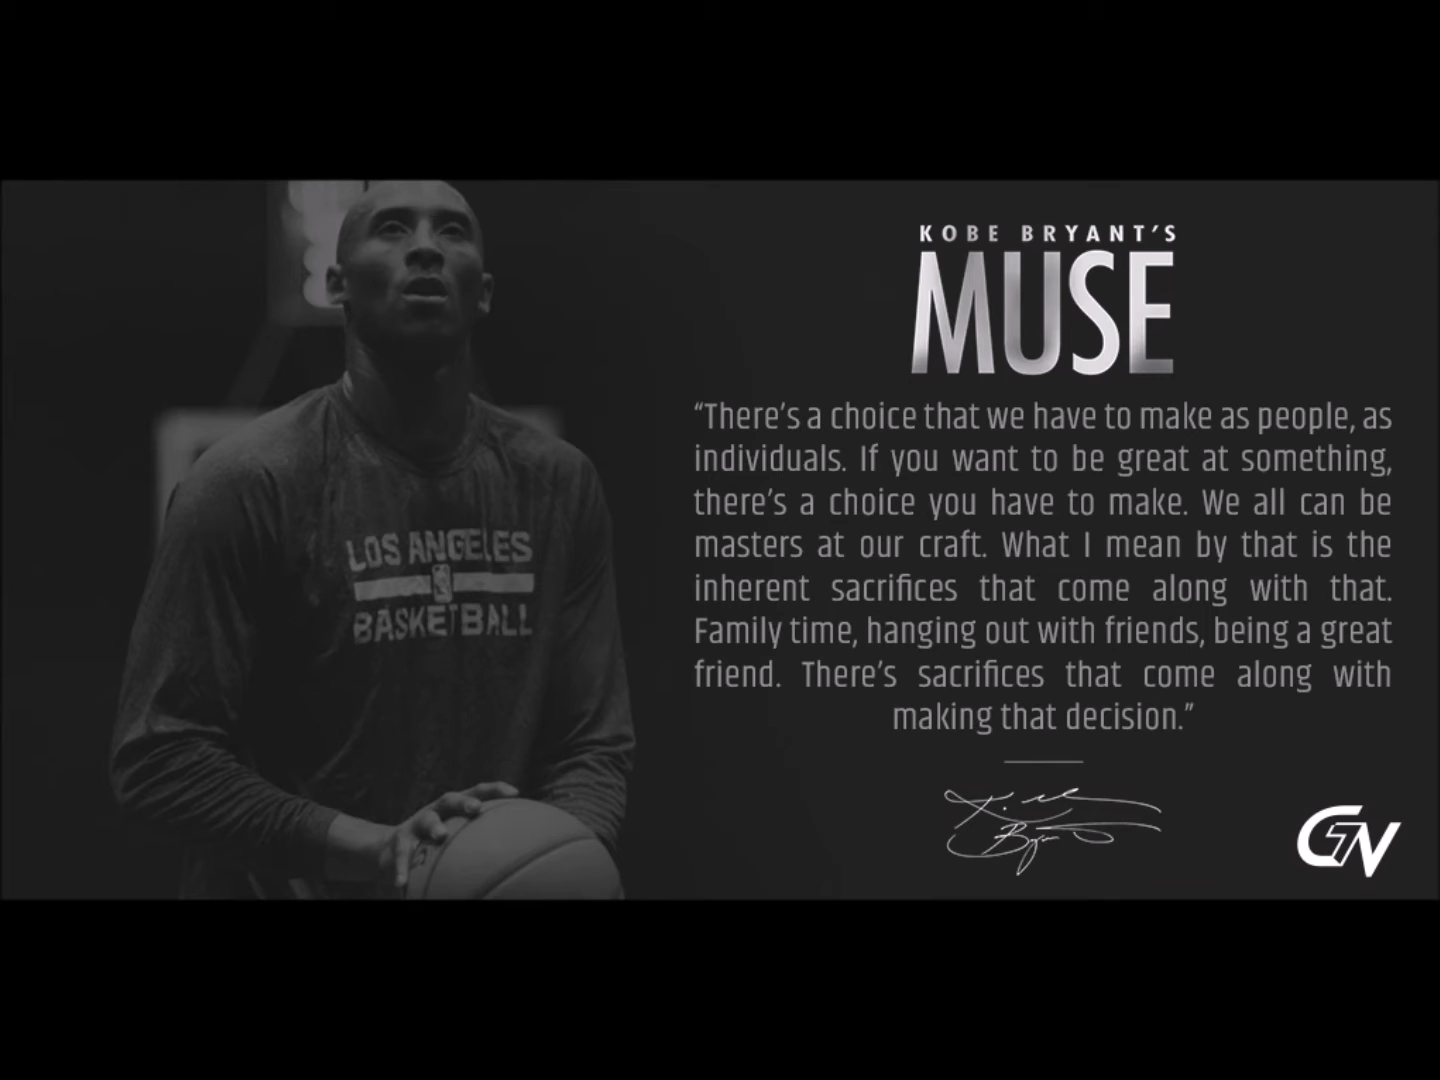 KOBE BRYANT'S
MUSE
“There’s a choice that we have to make as people, as
individuals. If you want to be great at something,
there’s a choice you have to make. We all can be
masters at our craft. What I mean by that is the
inherent sacrifices that come along with that.
Family time, hanging out with friends, being a great
friend. There’s sacrifices that come along with
making that decision.”
LOS ANGELES
BASKETBALL